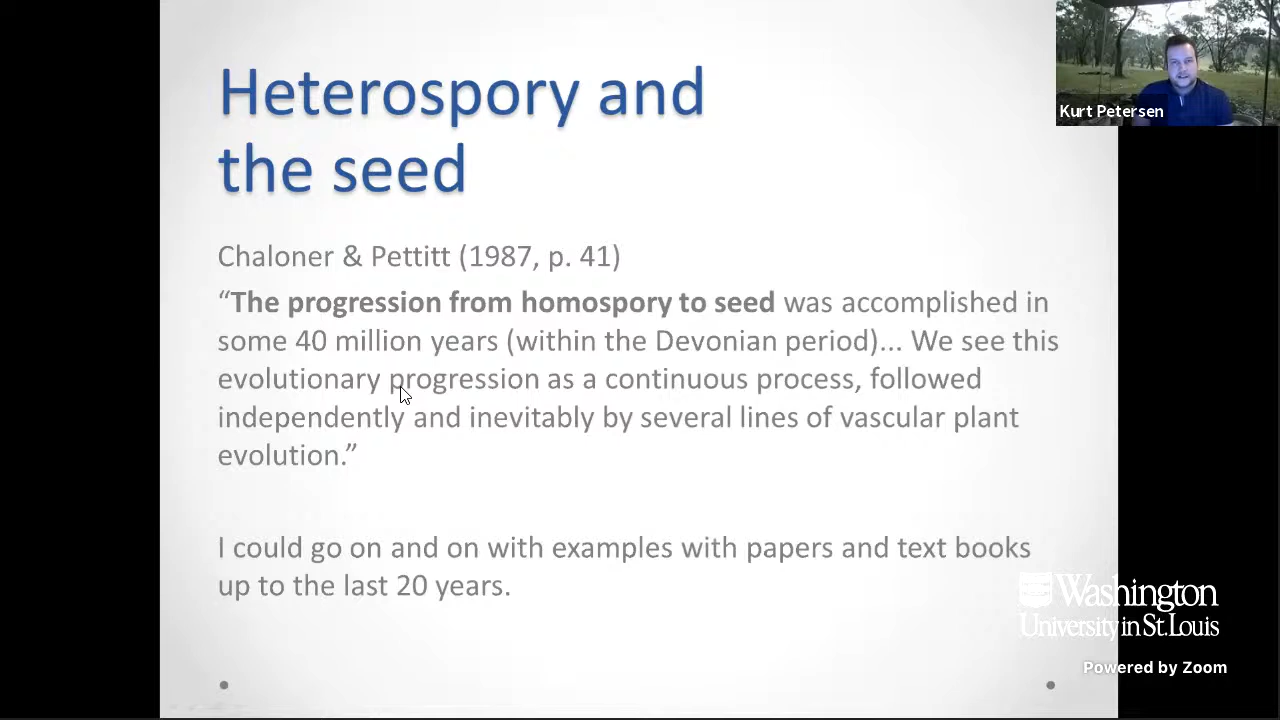 Heterospory and
the seed
Kurt Petersen
Chaloner & Pettitt (1987, p. 41)
“The progression from homospory to seed was accomplished in
some 40 million years (within the Devonian period)... We see this
evolutionary progression as a continuous process, followed
independently and inevitably by several lines of vascular plant
evolution.”
I could go on and on with examples with papers and text books
up to the last 20 years.
Washington
University in St. Louis
Powered by Zoom